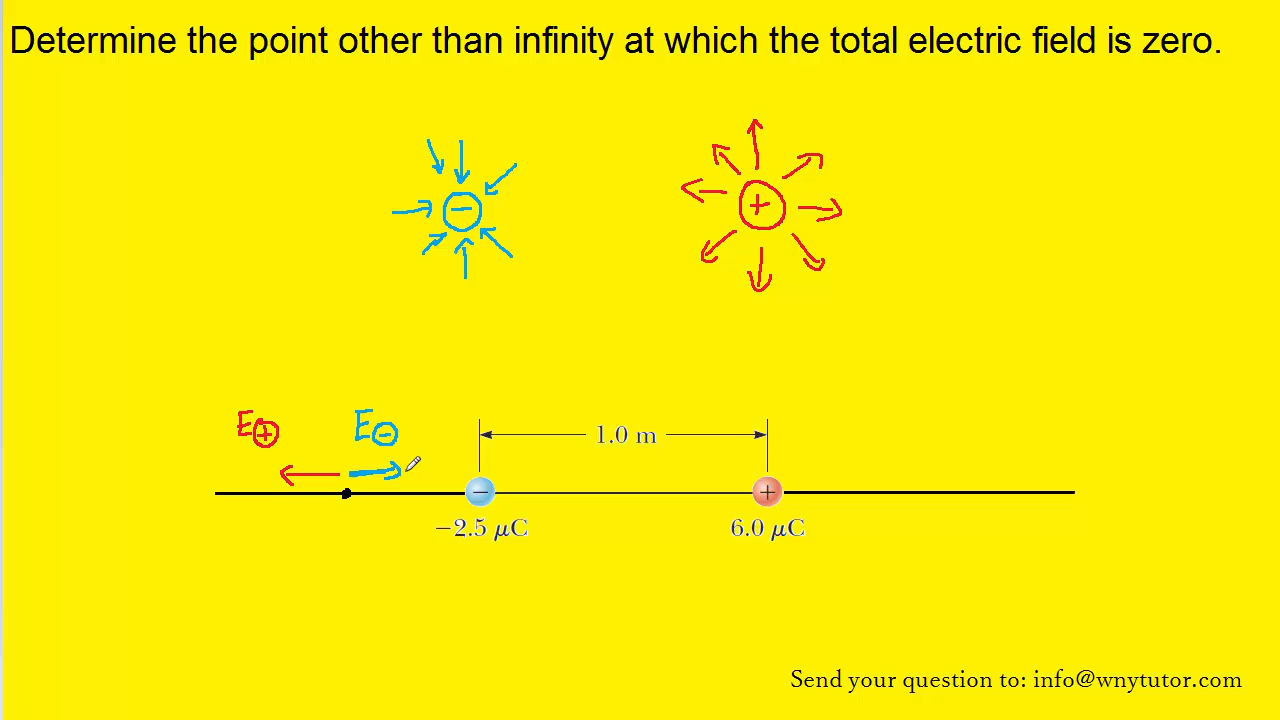 Determine the point other than infinity at which the total electric field is zero.
−
+
E⊕ E⊖
1.0 m
− +
−2.5 μC 6.0 μC
Send your question to: info@wnytutor.com